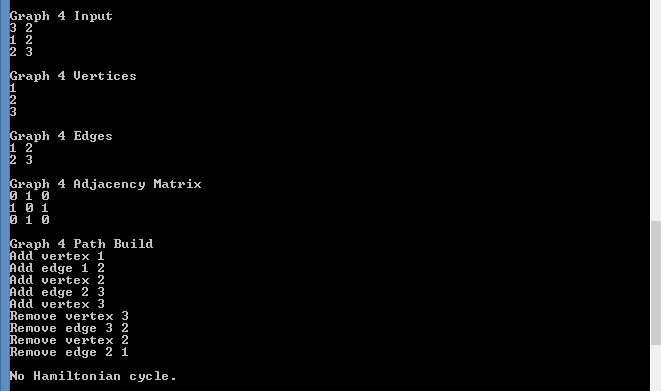 Graph 4 Input
3 2
1 2
2 3
Graph 4 Vertices
1
2
3
Graph 4 Edges
1 2
2 3
Graph 4 Adjacency Matrix
0 1 0
1 0 1
0 1 0
Graph 4 Path Build
Add vertex 1
Add edge 1 2
Add vertex 2
Add edge 2 3
Add vertex 3
Remove vertex 3
Remove edge 3 2
Remove vertex 2
Remove edge 2 1
No Hamiltonian cycle.